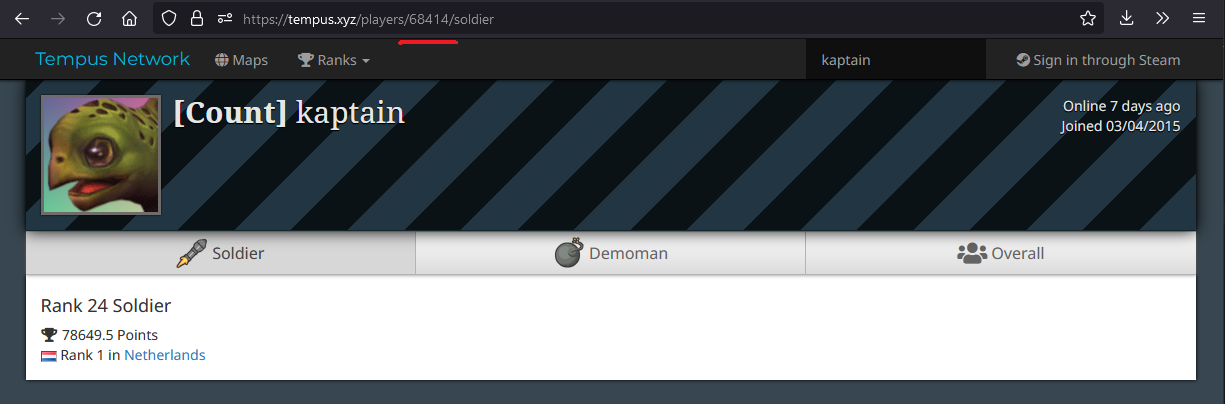 https://tempus.xyz/players/68414/soldier
Tempus Network Maps Ranks kaptain Sign in through Steam
[Count] kaptain
Online 7 days ago
Joined 03/04/2015
Soldier Demoman Overall
Rank 24 Soldier
78649.5 Points
Rank 1 in Netherlands